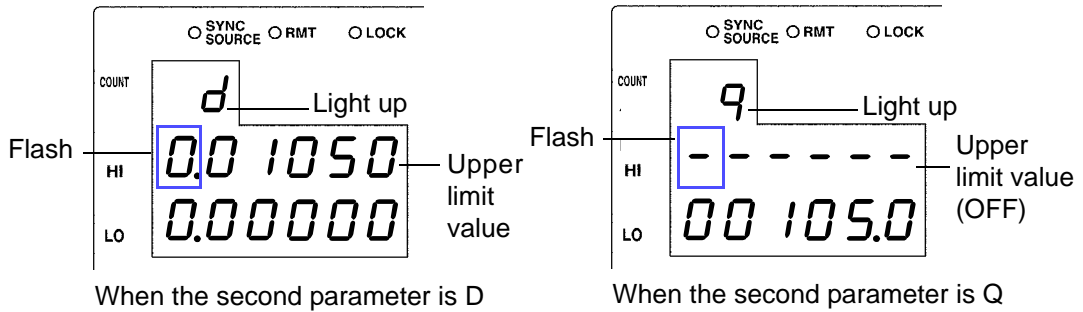 SYNC SOURCE RMT LOCK
COUNT d Light up
Flash
HI 0.01050 Upper limit value
LO 0.00000
When the second parameter is D
SYNC SOURCE RMT LOCK
COUNT q Light up
Flash
HI - - - - - - Upper limit value (OFF)
LO 00105.0
When the second parameter is Q